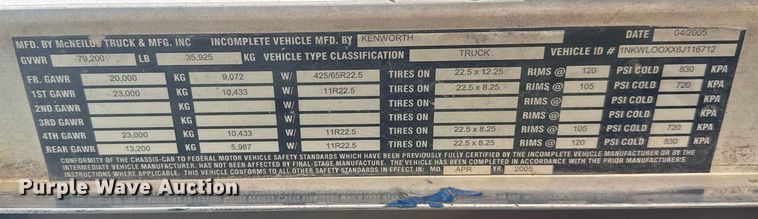 MFD. BY McNEILUS TRUCK & MFG. INC INCOMPLETE VEHICLE MFD. BY KENWORTH DATE 04/2005
GVWR 79,200 LB 35,925 KG VEHICLE TYPE CLASSIFICATION TRUCK VEHICLE ID # 1NKWLOOXX6J116712
FR. GAWR 20,000 KG 9,072 W/ 425/65R22.5 TIRES ON 22.5 x 12.25 RIMS @ 120 PSI COLD 830 KPA
1ST GAWR 23,000 KG 10,433 W/ 11R22.5 TIRES ON 22.5 x 8.25 RIMS @ 105 PSI COLD 720 KPA
2ND GAWR KG W/ TIRES ON RIMS @ PSI COLD KPA
3RD GAWR KG W/ TIRES ON RIMS @ PSI COLD KPA
4TH GAWR 23,000 KG 10,433 W/ 11R22.5 TIRES ON 22.5 x 8.25 RIMS @ 105 PSI COLD 720 KPA
REAR GAWR 13,200 KG 5,987 W/ 11R22.5 TIRES ON 22.5 x 8.25 RIMS @ 120 PSI COLD 830 KPA
CONFORMITY OF THE CHASSIS-CAB TO FEDERAL MOTOR VEHICLE SAFETY STANDARDS WHICH HAVE BEEN PREVIOUSLY FULLY CERTIFIED BY THE INCOMPLETE VEHICLE MANUFACTURER OR BY THE
INTERMEDIATE VEHICLE MANUFACTURER, HAS NOT BEEN AFFECTED BY FINAL-STAGE MANUFACTURE. THE VEHICLE HAS BEEN COMPLETED IN ACCORDANCE WITH THE PRIOR MANUFACTURER'S
INSTRUCTIONS WHERE APPLICABLE. THIS VEHICLE CONFORMS TO ALL OTHER SAFETY STANDARDS IN EFFECT IN: MO. APR YR. 2005
Purple Wave Auction